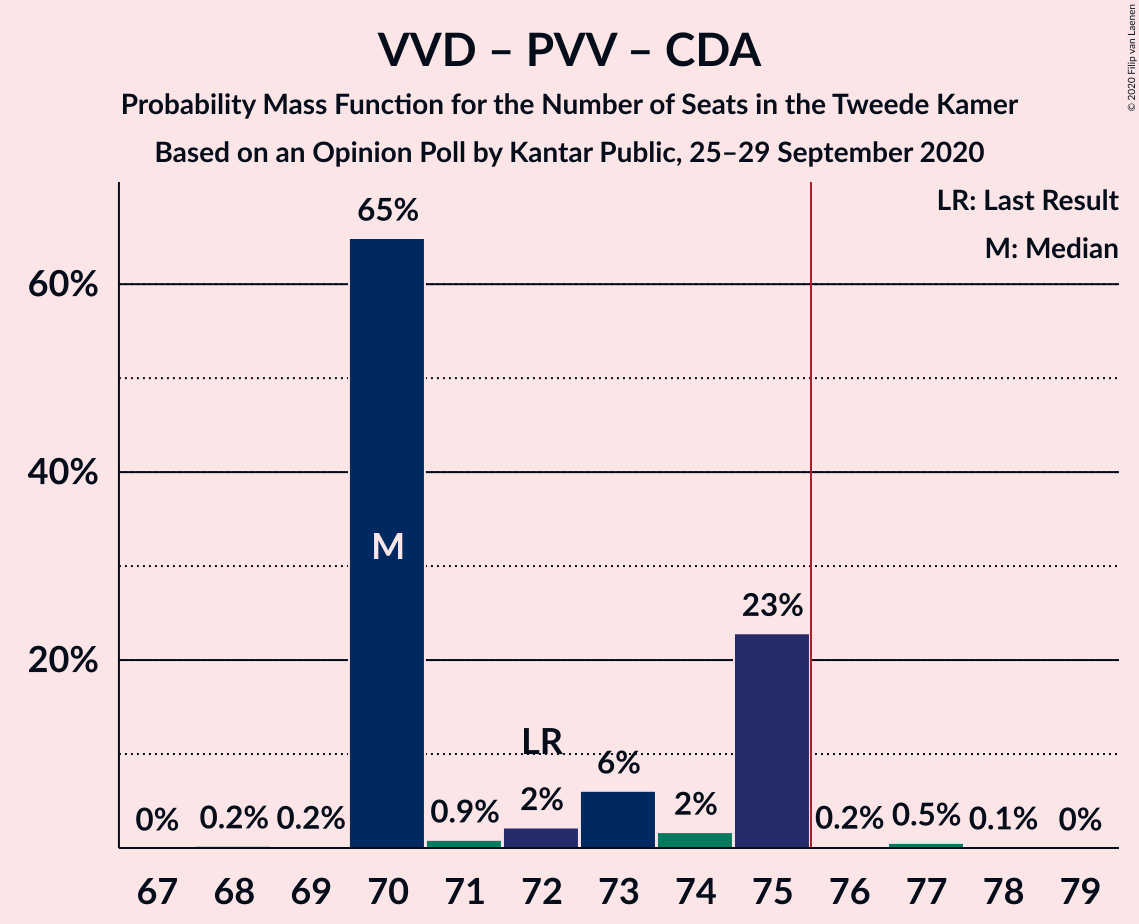 VVD – PVV – CDA
Probability Mass Function for the Number of Seats in the Tweede Kamer
Based on an Opinion Poll by Kantar Public, 25–29 September 2020
© 2020 Filip van Laenen
LR: Last Result
M: Median
60%
40%
20%
0%
0.2%
0.2%
65%
M
0.9%
LR
2%
6%
2%
23%
0.2%
0.5%
0.1%
0%
67 68 69 70 71 72 73 74 75 76 77 78 79